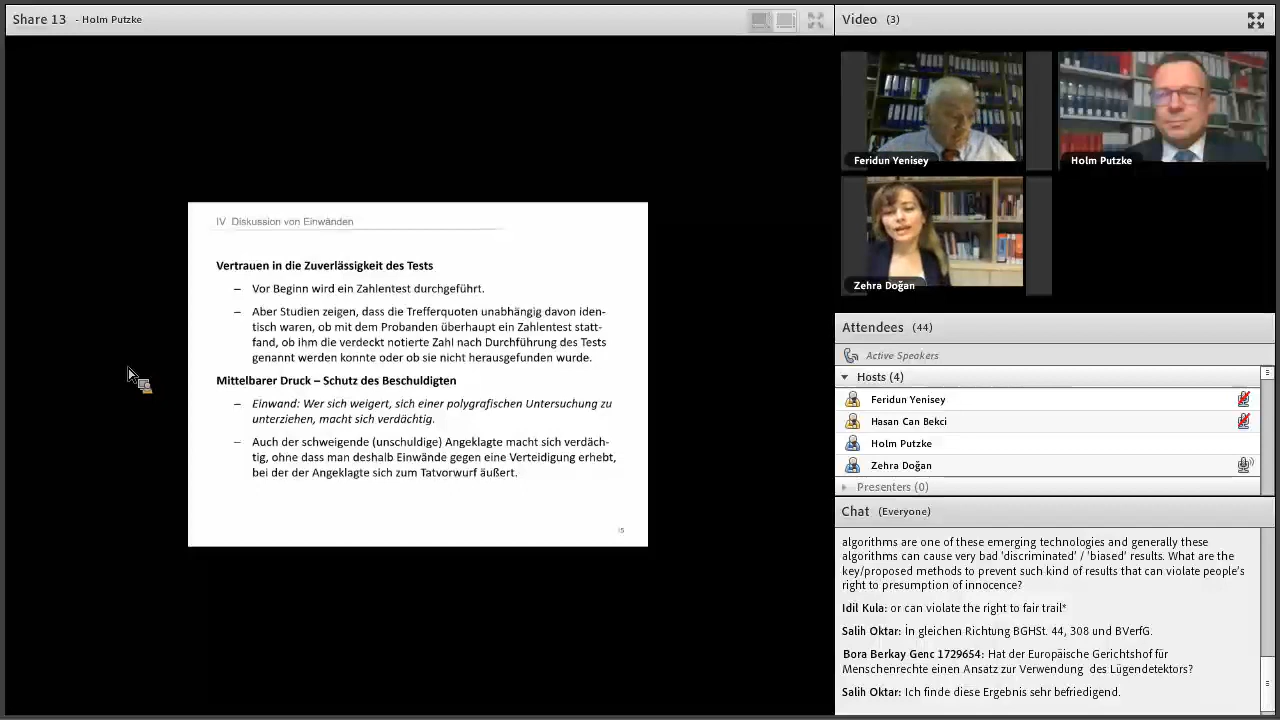 Share 13 - Holm Putzke
IV Diskussion von Einwänden
Vertrauen in die Zuverlässigkeit des Tests
– Vor Beginn wird ein Zahlentest durchgeführt.
– Aber Studien zeigen, dass die Trefferquoten unabhängig davon iden-
tisch waren, ob mit dem Probanden überhaupt ein Zahlentest statt-
fand, ob ihm die verdeckt notierte Zahl nach Durchführung des Tests
genannt werden konnte oder ob sie nicht herausgefunden wurde.
Mittelbarer Druck – Schutz des Beschuldigten
– Einwand: Wer sich weigert, sich einer polygrafischen Untersuchung zu
unterziehen, macht sich verdächtig.
– Auch der schweigende (unschuldige) Angeklagte macht sich verdäch-
tig, ohne dass man deshalb Einwände gegen eine Verteidigung erhebt,
bei der der Angeklagte sich zum Tatvorwurf äußert.
Video (3)
Feridun Yenisey
Holm Putzke
Zehra Doğan
Attendees (44)
Active Speakers
Hosts (4)
Feridun Yenisey
Hasan Can Bekci
Holm Putzke
Zehra Doğan
Presenters (0)
Chat (Everyone)
algorithms are one of these emerging technologies and generally these
algorithms can cause very bad 'discriminated' / 'biased' results. What are the
key/proposed methods to prevent such kind of results that can violate people's
right to presumption of innocence?
Idil Kula: or can violate the right to fair trail*
Salih Oktar: İn gleichen Richtung BGHSt. 44, 308 und BVerfG.
Bora Berkay Genc 1729654: Hat der Europäische Gerichtshof für
Menschenrechte einen Ansatz zur Verwendung des Lügendetektors?
Salih Oktar: Ich finde diese Ergebnis sehr befriedigend.